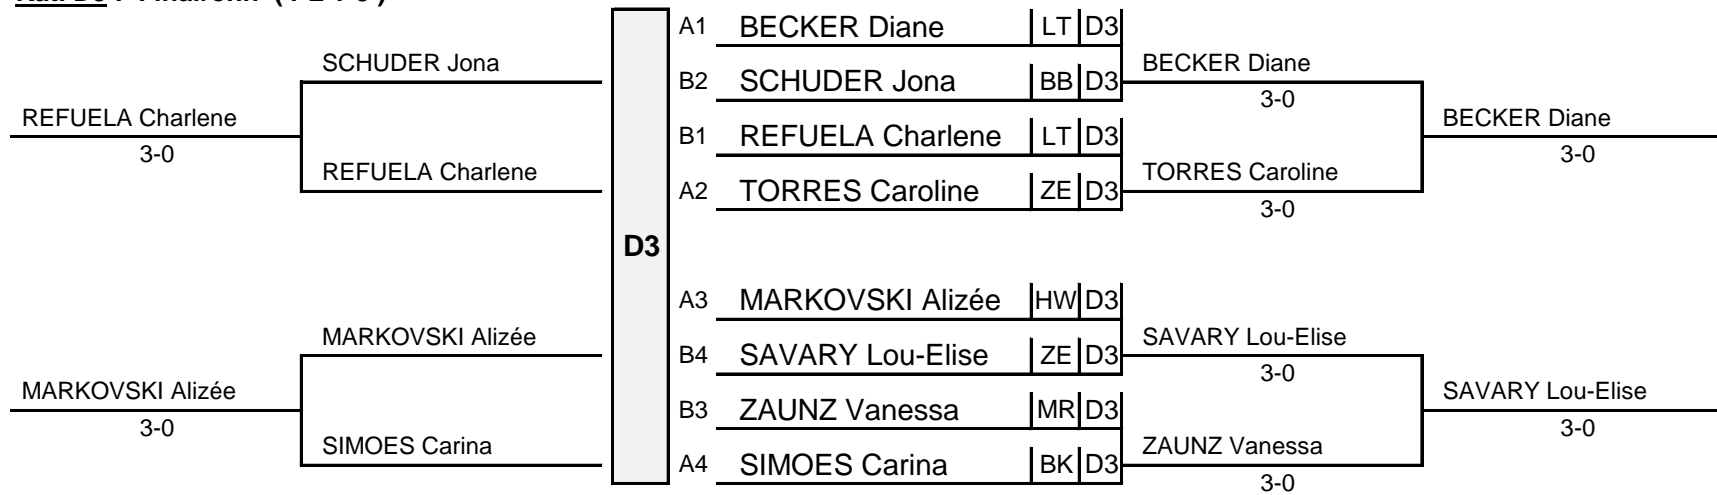 A1 BECKER Diane LT D3
SCHUDER Jona BECKER Diane
B2 SCHUDER Jona BB D3
3-0
REFUELA Charlene BECKER Diane
B1 REFUELA Charlene LT D3
3-0 3-0
REFUELA Charlene TORRES Caroline
A2 TORRES Caroline ZE D3
3-0
D3
A3 MARKOVSKI Alizée HW D3
MARKOVSKI Alizée SAVARY Lou-Elise
B4 SAVARY Lou-Elise ZE D3
3-0
MARKOVSKI Alizée SAVARY Lou-Elise
B3 ZAUNZ Vanessa MR D3
3-0 3-0
SIMOES Carina ZAUNZ Vanessa
A4 SIMOES Carina BK D3
3-0